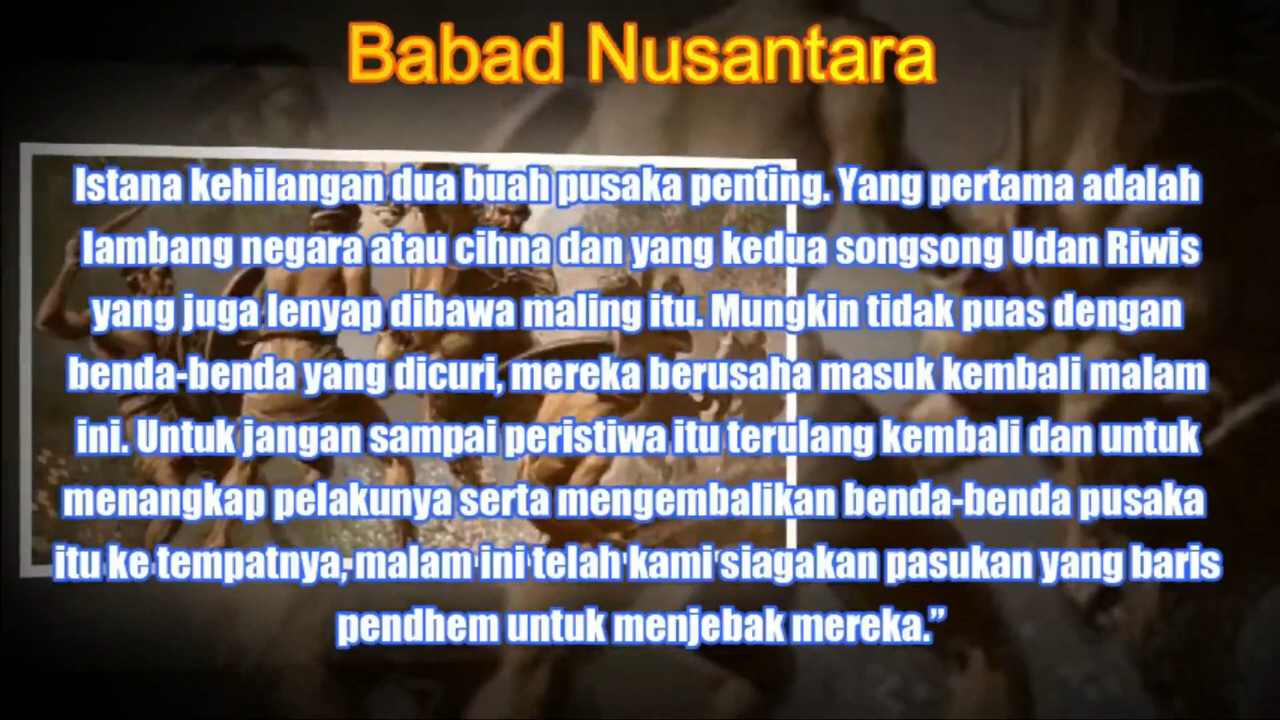 Babad Nusantara
Istana kehilangan dua buah pusaka penting. Yang pertama adalah
lambang negara atau cihna dan yang kedua songsong Udan Riwis
yang juga lenyap dibawa maling itu. Mungkin tidak puas dengan
benda-benda yang dicuri, mereka berusaha masuk kembali malam
ini. Untuk jangan sampai peristiwa itu terulang kembali dan untuk
menangkap pelakunya serta mengembalikan benda-benda pusaka
itu ke tempatnya, malam ini telah kami siagakan pasukan yang baris
pendhem untuk menjebak mereka.”